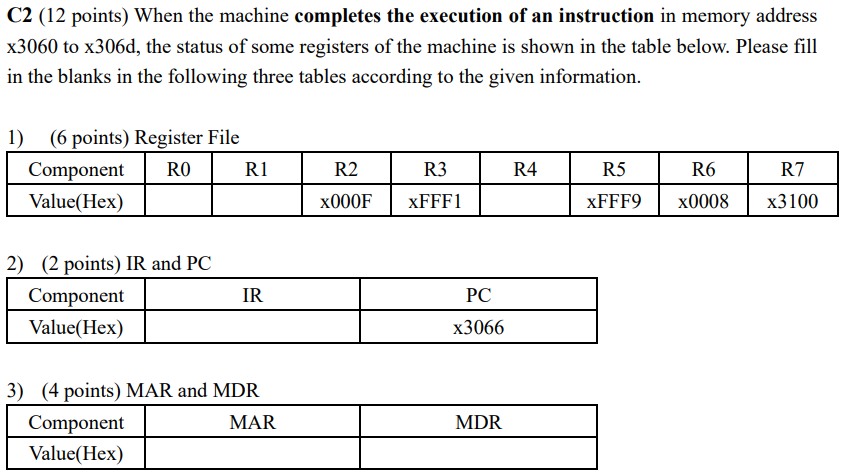 C2 (12 points) When the machine completes the execution of an instruction in memory address
x3060 to x306d, the status of some registers of the machine is shown in the table below. Please fill
in the blanks in the following three tables according to the given information.
1) (6 points) Register File
Component R0 R1 R2 R3 R4 R5 R6 R7
Value(Hex) x000F xFFF1 xFFF9 x0008 x3100
2) (2 points) IR and PC
Component IR PC
Value(Hex) x3066
3) (4 points) MAR and MDR
Component MAR MDR
Value(Hex)